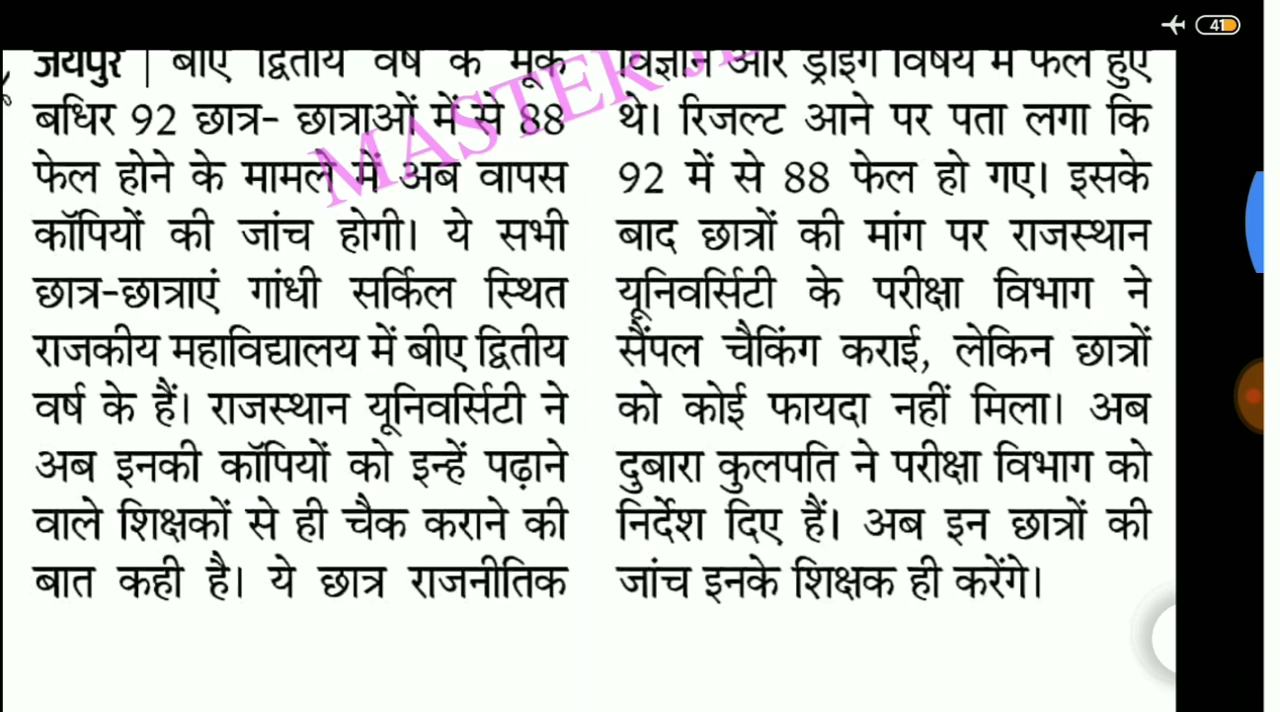 41
जयपुर | बीए द्वितीय वर्ष के मूक
बधिर 92 छात्र- छात्राओं में से 88
फेल होने के मामले में अब वापस
कॉपियों की जांच होगी। ये सभी
छात्र-छात्राएं गांधी सर्किल स्थित
राजकीय महाविद्यालय में बीए द्वितीय
वर्ष के हैं। राजस्थान यूनिवर्सिटी ने
अब इनकी कॉपियों को इन्हें पढ़ाने
वाले शिक्षकों से ही चैक कराने की
बात कही है। ये छात्र राजनीतिक
विज्ञान और ड्राइंग विषय में फेल हुए
थे। रिजल्ट आने पर पता लगा कि
92 में से 88 फेल हो गए। इसके
बाद छात्रों की मांग पर राजस्थान
यूनिवर्सिटी के परीक्षा विभाग ने
सैंपल चैकिंग कराई, लेकिन छात्रों
को कोई फायदा नहीं मिला। अब
दुबारा कुलपति ने परीक्षा विभाग को
निर्देश दिए हैं। अब इन छात्रों की
जांच इनके शिक्षक ही करेंगे।
MASTER